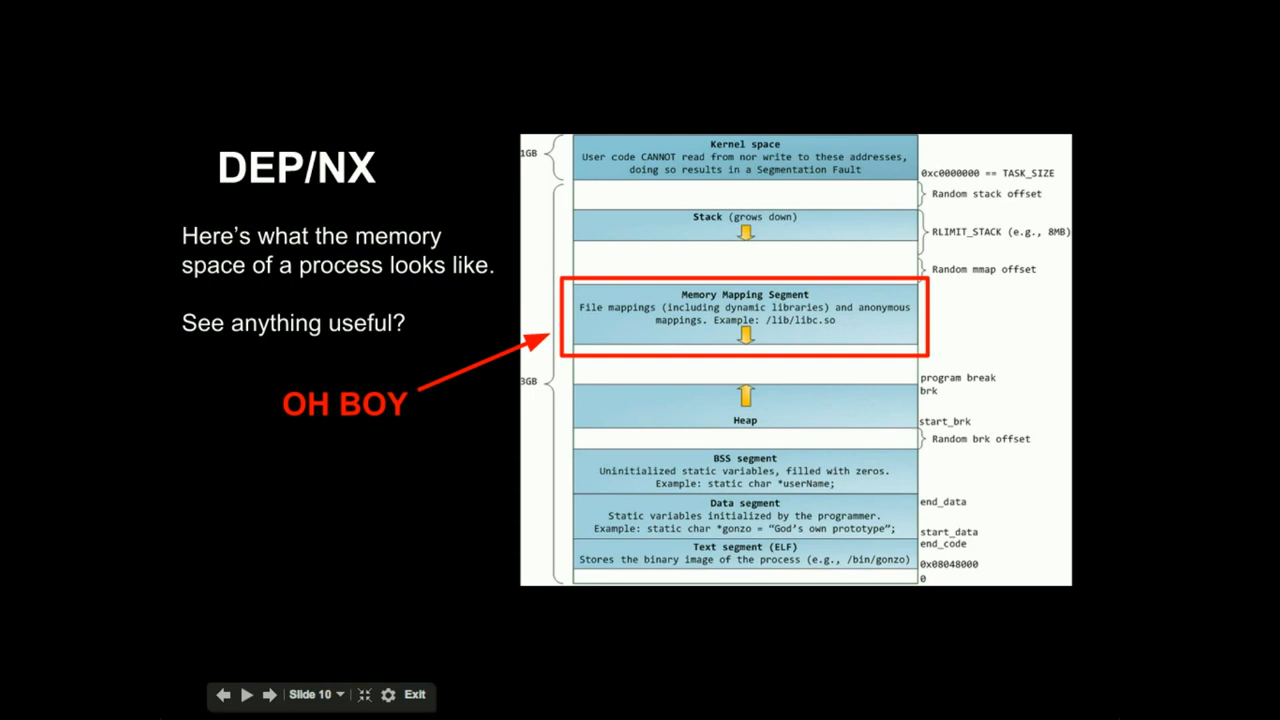 DEP/NX
Here's what the memory
space of a process looks like.
See anything useful?
OH BOY
1GB
3GB
Kernel space
User code CANNOT read from nor write to these addresses,
doing so results in a Segmentation Fault
0xc0000000 == TASK_SIZE
Random stack offset
Stack (grows down)
RLIMIT_STACK (e.g., 8MB)
Random mmap offset
Memory Mapping Segment
File mappings (including dynamic libraries) and anonymous
mappings. Example: /lib/libc.so
program break
brk
Heap
start_brk
Random brk offset
BSS segment
Uninitialized static variables, filled with zeros.
Example: static char *userName;
Data segment
Static variables initialized by the programmer.
Example: static char *gonzo = “God's own prototype”;
end_data
start_data
Text segment (ELF)
Stores the binary image of the process (e.g., /bin/gonzo)
end_code
0x08048000
0
Slide 10
Exit